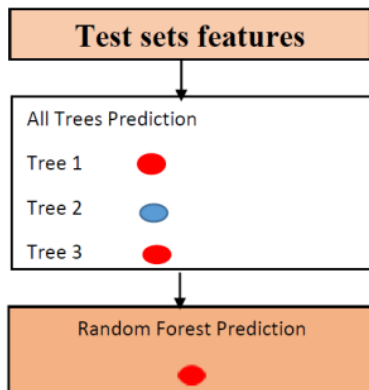 Test sets features
All Trees Prediction
Tree 1
Tree 2
Tree 3
Random Forest Prediction